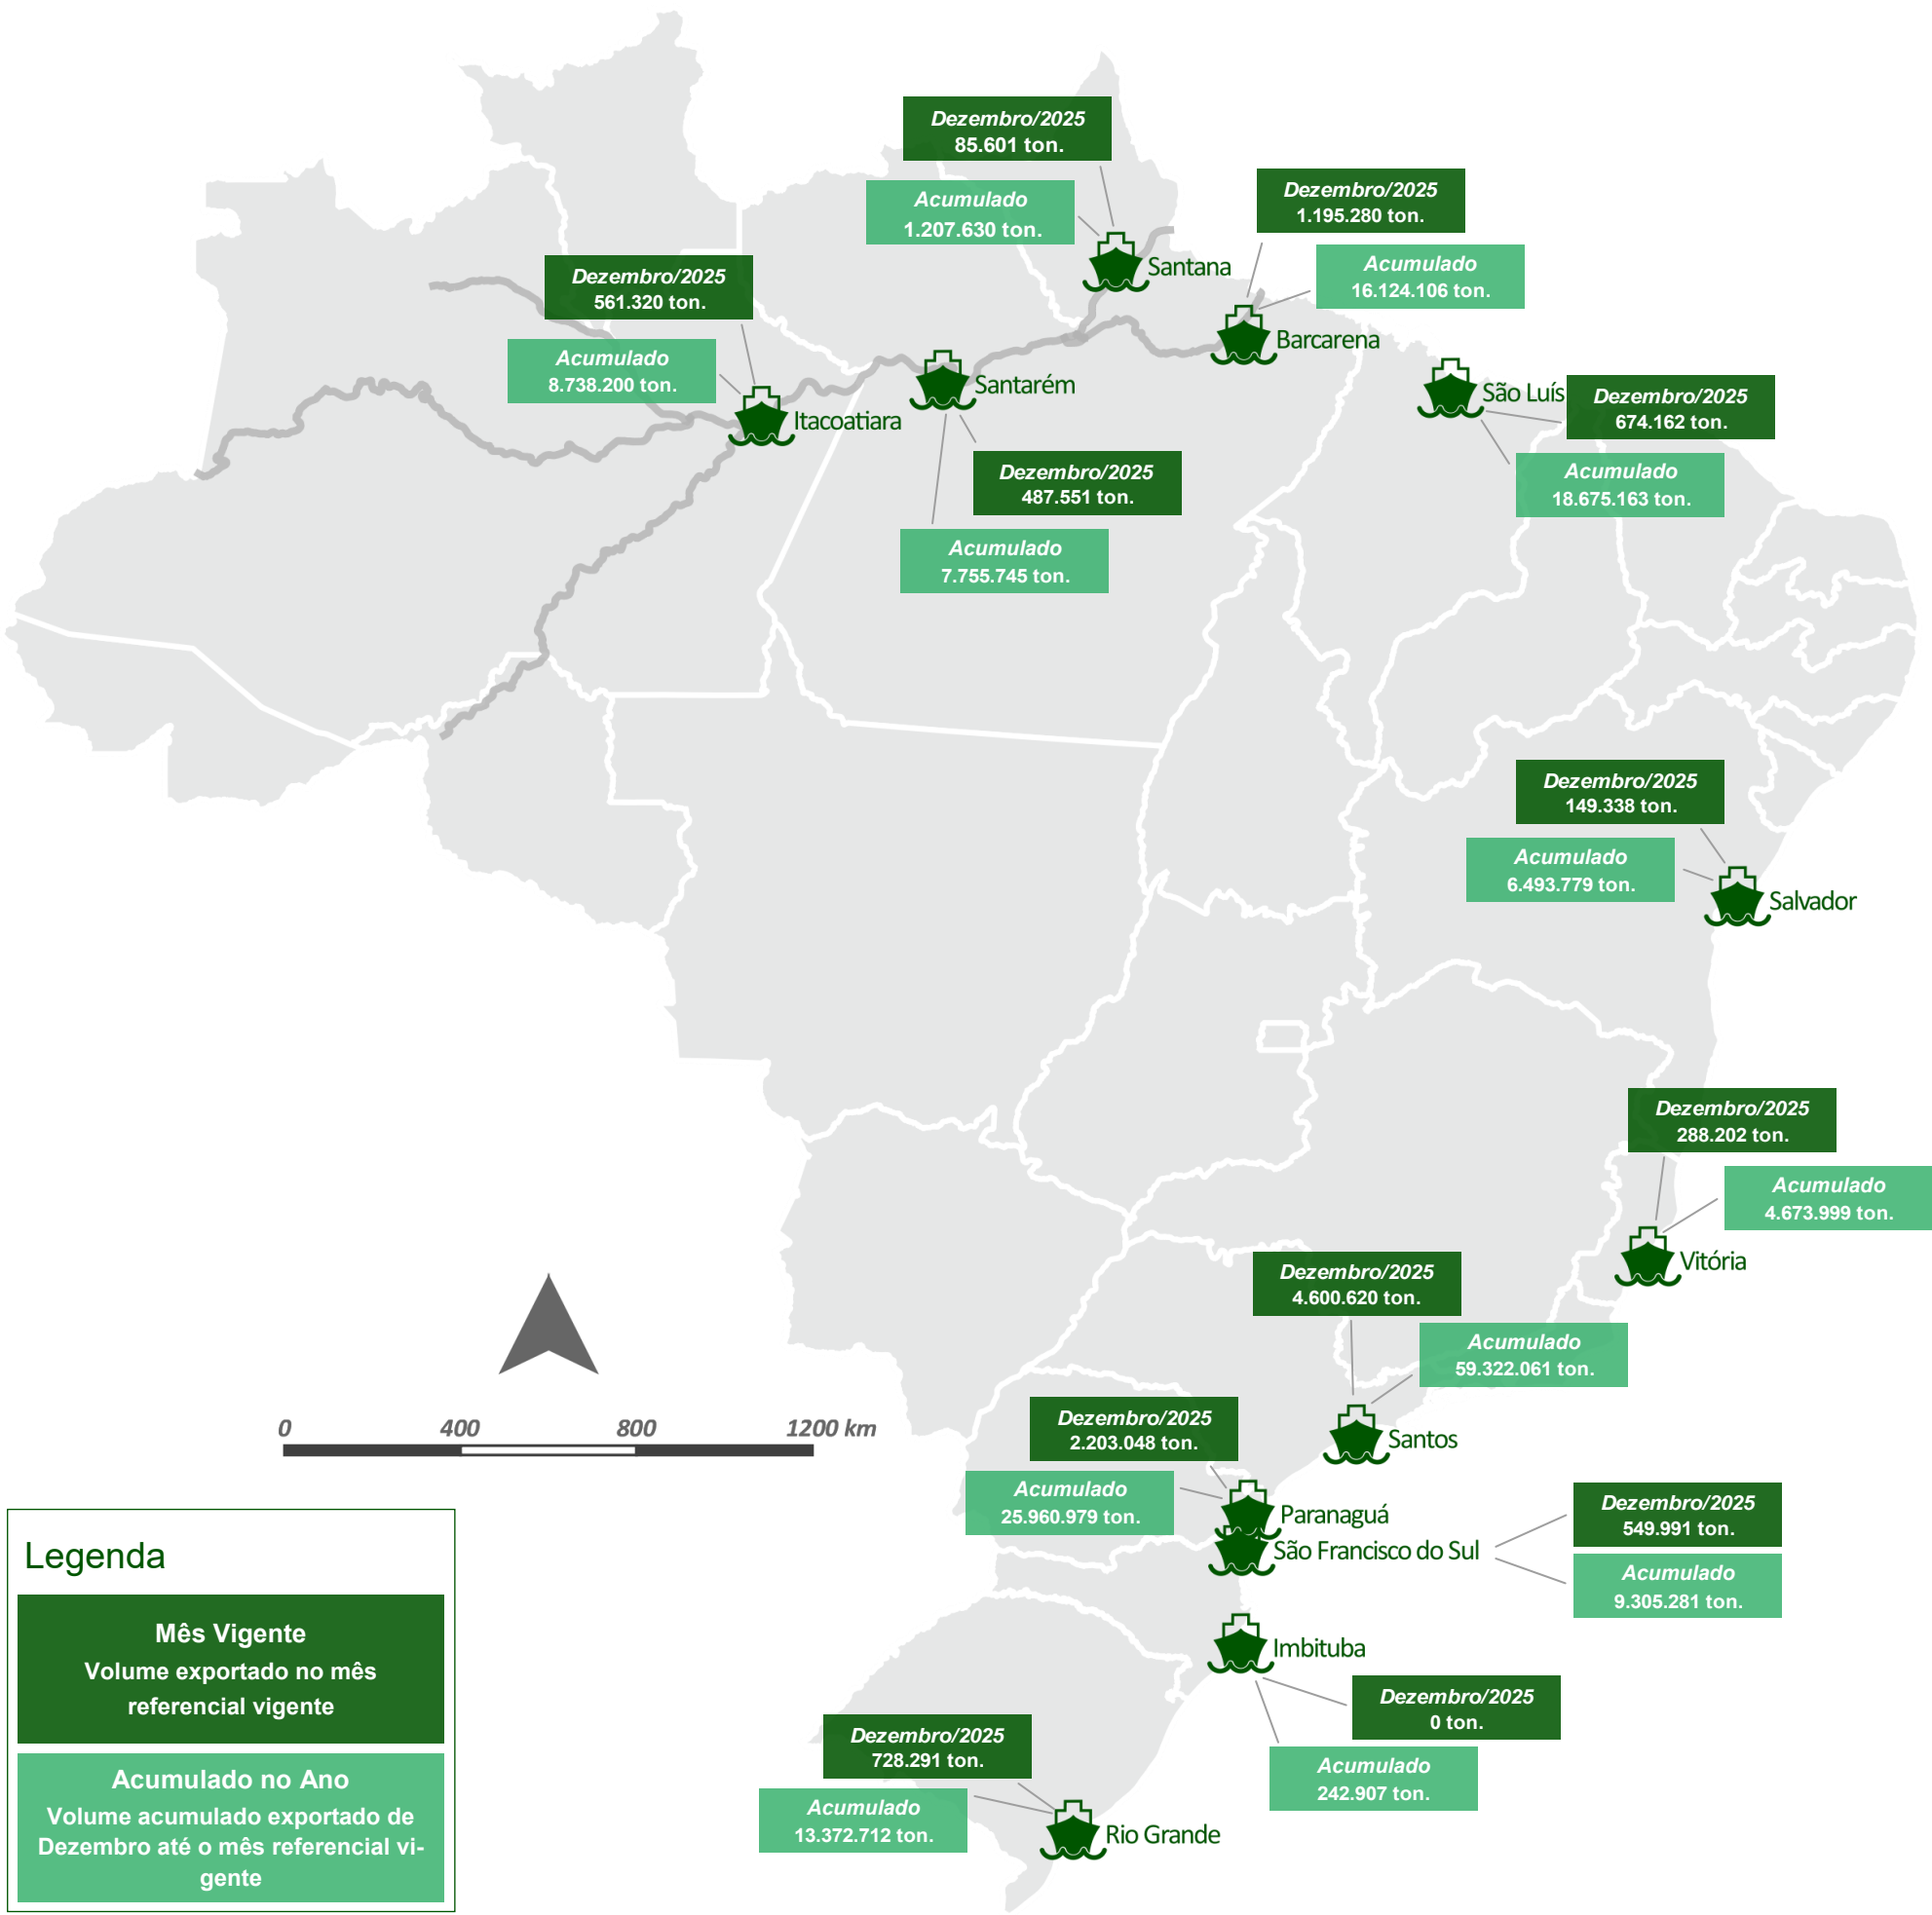 Dezembro/2025
85.601 ton.
Acumulado
1.207.630 ton.
Santana
Dezembro/2025
1.195.280 ton.
Acumulado
16.124.106 ton.
Barcarena
Dezembro/2025
561.320 ton.
Acumulado
8.738.200 ton.
Itacoatiara
Santarém
Dezembro/2025
487.551 ton.
Acumulado
7.755.745 ton.
São Luís
Dezembro/2025
674.162 ton.
Acumulado
18.675.163 ton.
Dezembro/2025
149.338 ton.
Acumulado
6.493.779 ton.
Salvador
Dezembro/2025
288.202 ton.
Acumulado
4.673.999 ton.
Vitória
Dezembro/2025
4.600.620 ton.
Acumulado
59.322.061 ton.
Santos
Dezembro/2025
2.203.048 ton.
Acumulado
25.960.979 ton.
Paranaguá
São Francisco do Sul
Dezembro/2025
549.991 ton.
Acumulado
9.305.281 ton.
Imbituba
Dezembro/2025
0 ton.
Acumulado
242.907 ton.
Dezembro/2025
728.291 ton.
Acumulado
13.372.712 ton.
Rio Grande
0 400 800 1200 km
Legenda
Mês Vigente
Volume exportado no mês
referencial vigente
Acumulado no Ano
Volume acumulado exportado de
Dezembro até o mês referencial vi-
gente